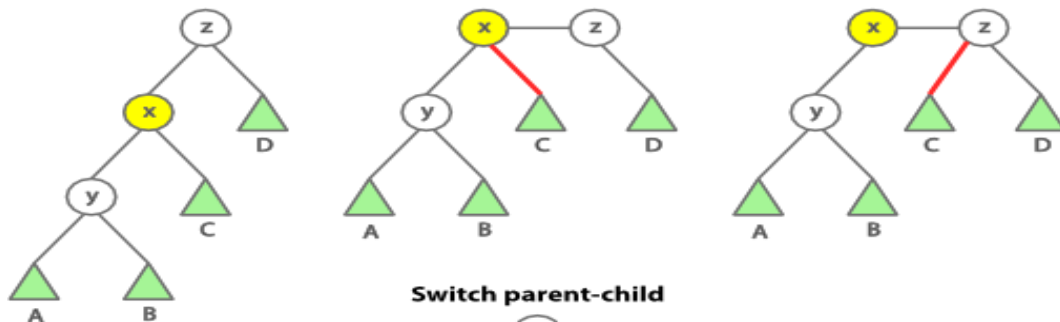 z x z x z
x y C D y C D
D
y C A B A B
A B
Switch parent-child